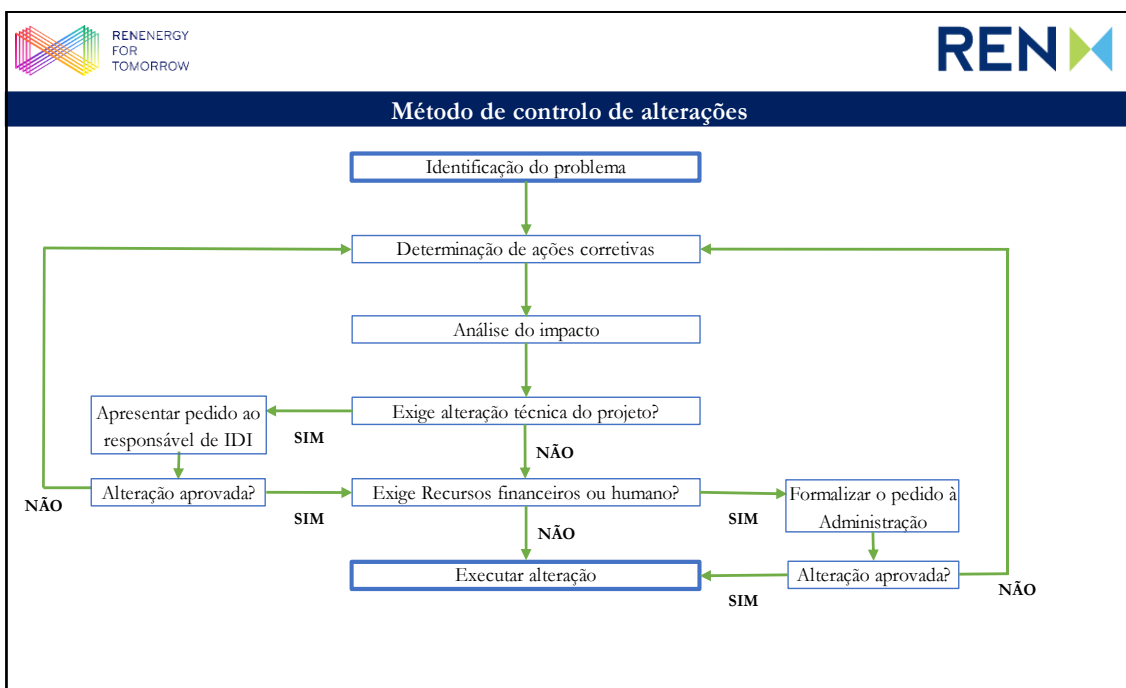 RENENERGY
FOR
TOMORROW
REN
Método de controlo de alterações
Identificação do problema
Determinação de ações corretivas
Análise do impacto
Apresentar pedido ao
responsável de IDI
SIM
Exige alteração técnica do projeto?
NÃO
NÃO
Alteração aprovada?
SIM
Exige Recursos financeiros ou humano?
SIM
Formalizar o pedido à
Administração
NÃO
Executar alteração
SIM
Alteração aprovada?
NÃO